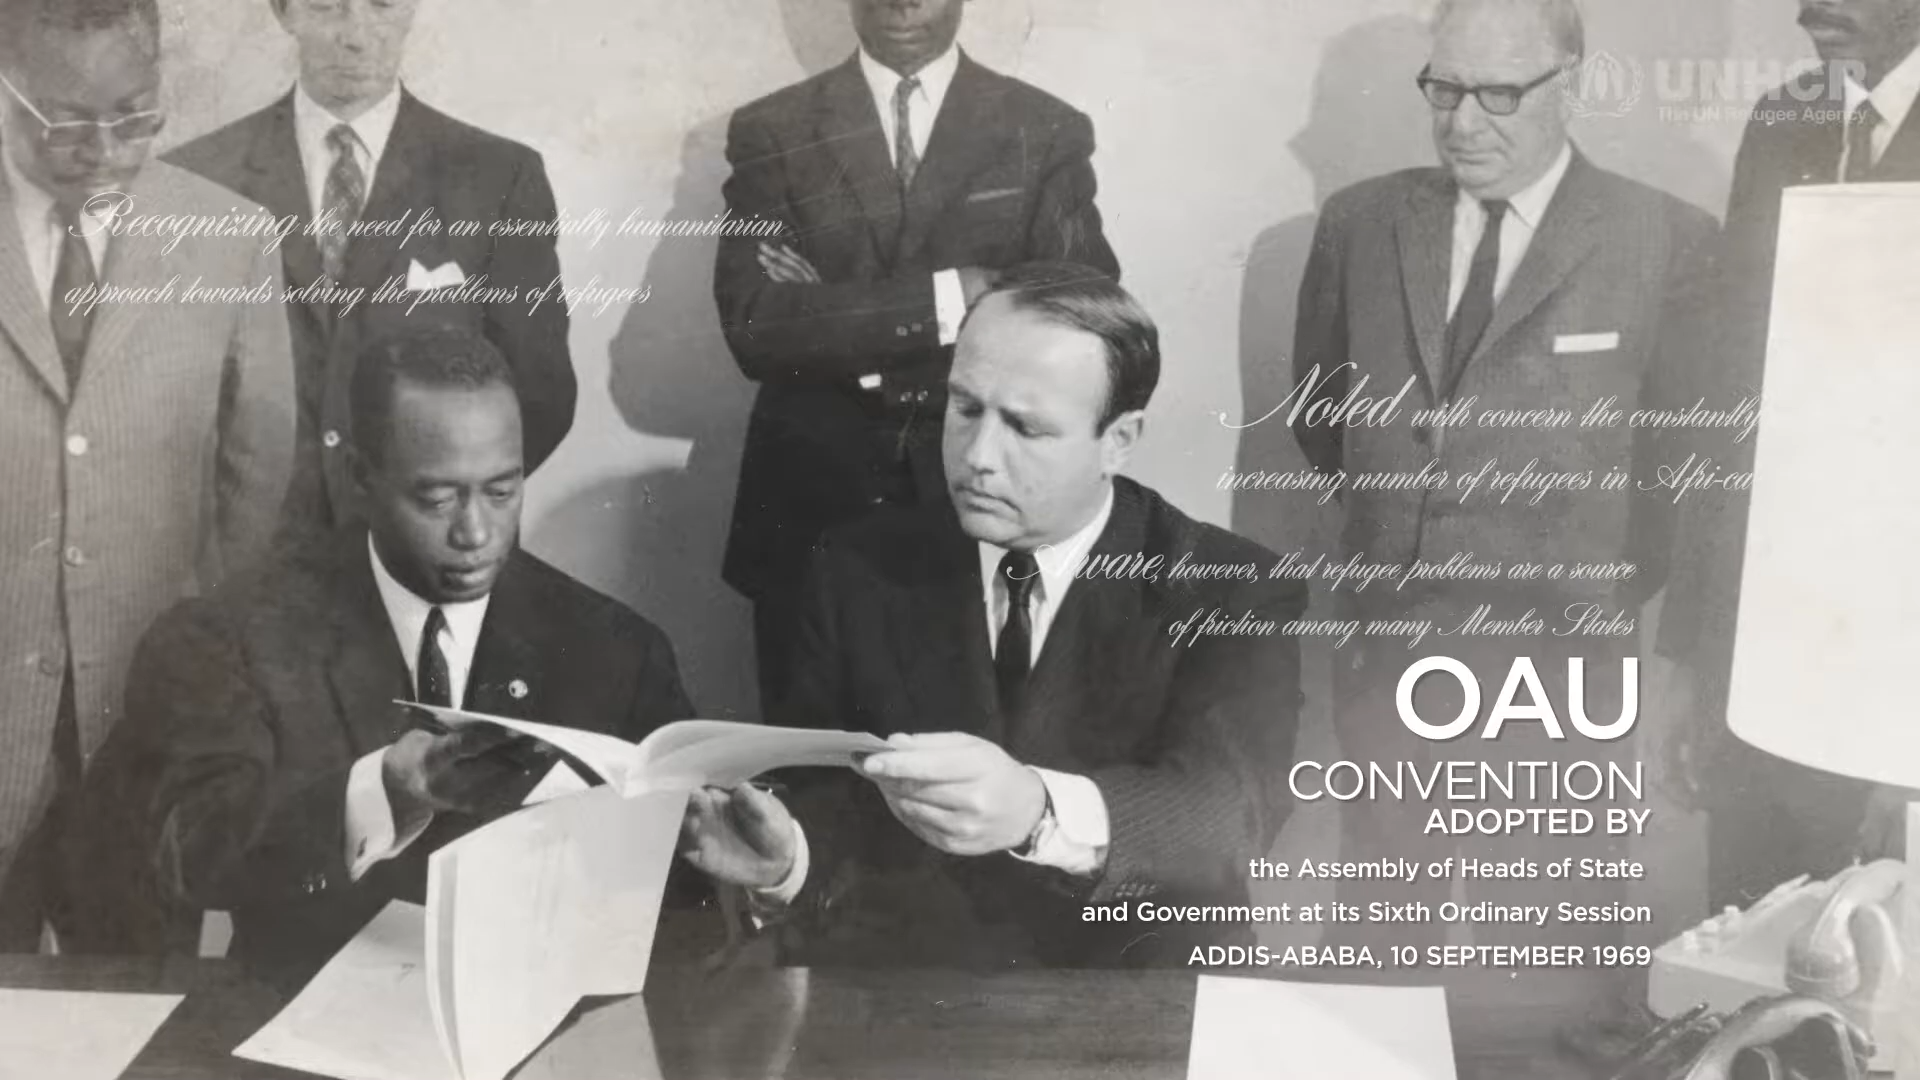 UNHCR
The UN Refugee Agency
Recognizing the need for an essentially humanitarian
approach towards solving the problems of refugees
Noted with concern the constantly
increasing number of refugees in Afri-ca
Aware, however, that refugee problems are a source
of friction among many Member States
OAU
CONVENTION
ADOPTED BY
the Assembly of Heads of State
and Government at its Sixth Ordinary Session
ADDIS-ABABA, 10 SEPTEMBER 1969